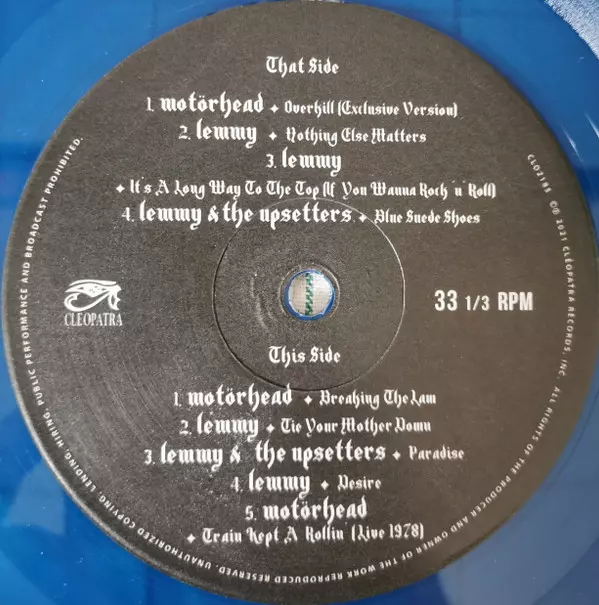 That Side
1. motörhead ✦ Overkill (Exclusive Version)
2. lemmy ✦ Nothing Else Matters
3. lemmy
✦ It's A Long Way To The Top (If You Wanna Rock 'n' Roll)
4. lemmy & the upsetters ✦ Blue Suede Shoes
CLEOPATRA
33 1/3 RPM
This Side
1. motörhead ✦ Breaking The Law
2. lemmy ✦ Tie Your Mother Down
3. lemmy & the upsetters ✦ Paradise
4. lemmy ✦ Desire
5. motörhead
✦ Train Kept A Rollin' (Live 1978)
CLO2185 ©℗ 2021 CLEOPATRA RECORDS, INC. ALL RIGHTS OF THE PRODUCER AND OWNER OF THE WORK REPRODUCED RESERVED. UNAUTHORIZED COPYING, LENDING, HIRING, PUBLIC PERFORMANCE AND BROADCAST PROHIBITED.